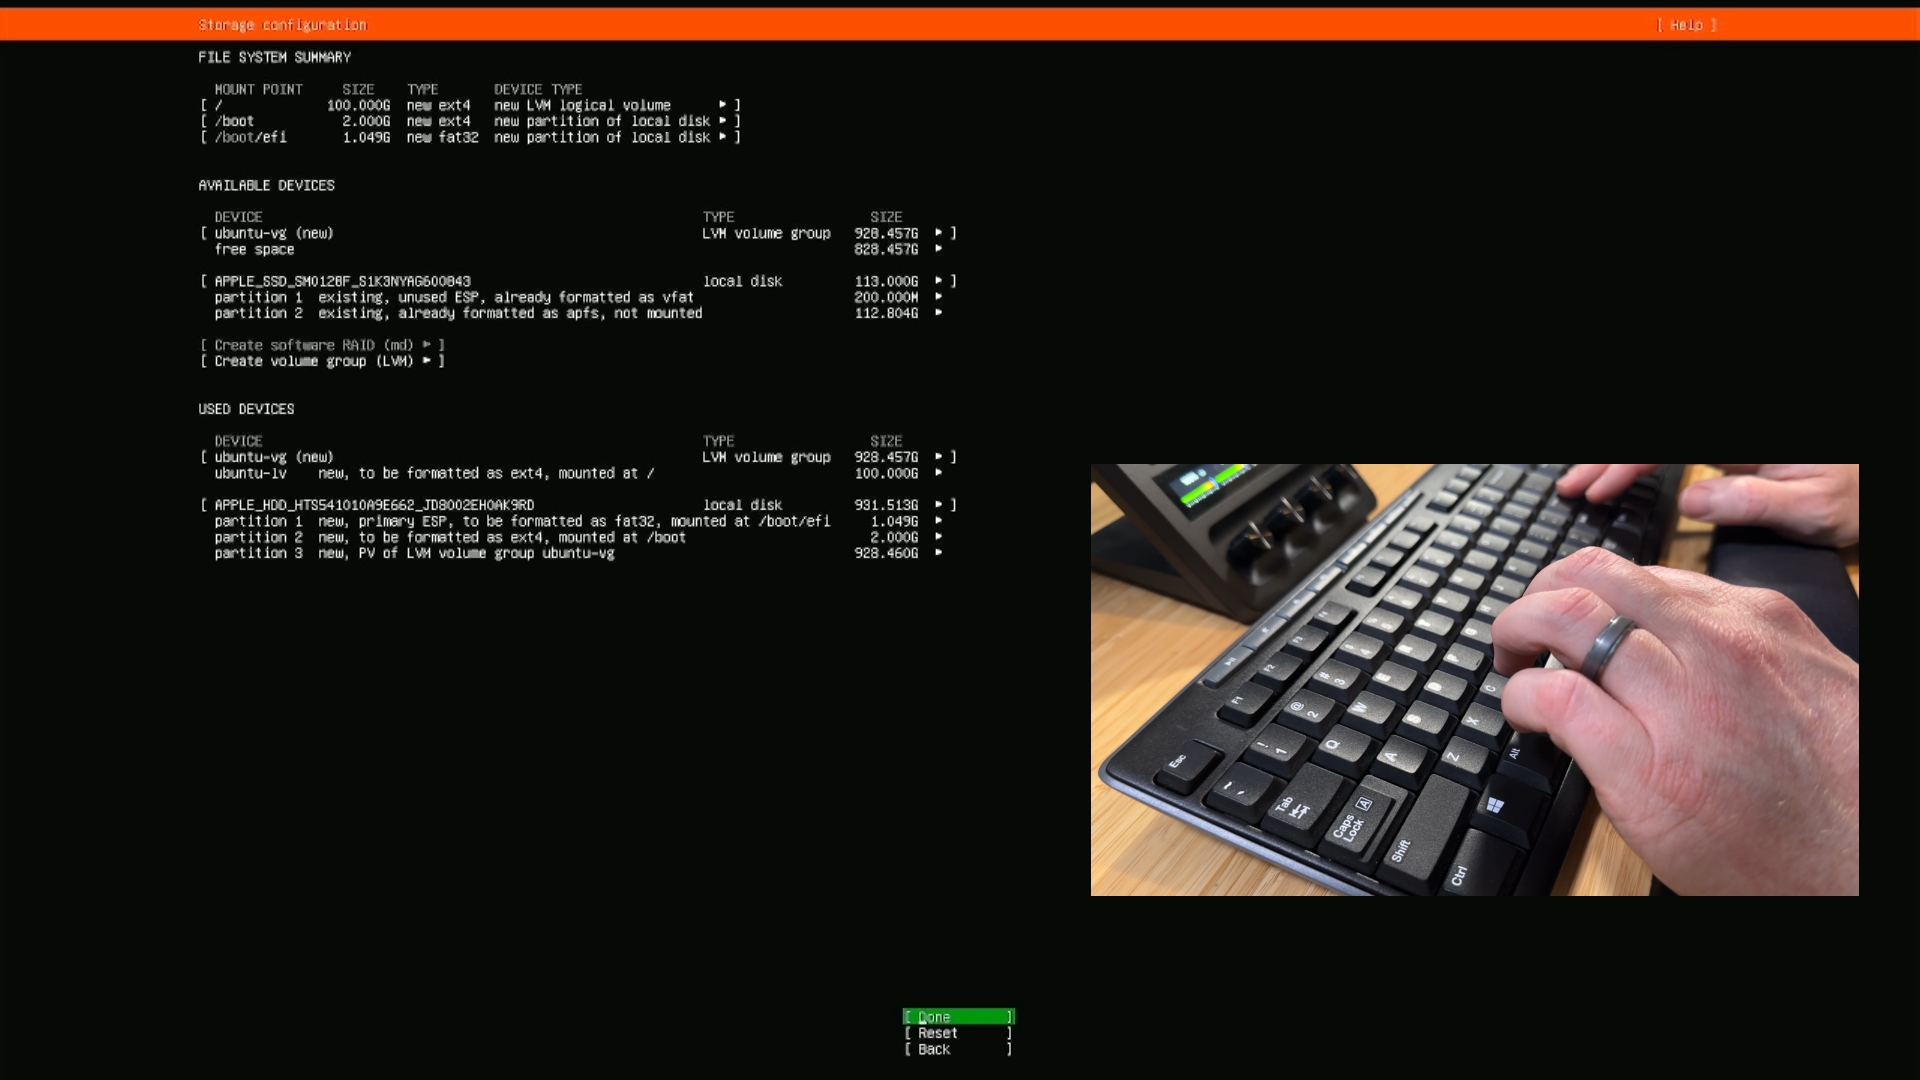 Storage configuration [ Help ]
FILE SYSTEM SUMMARY
MOUNT POINT SIZE TYPE DEVICE TYPE
[ / 100.000G new ext4 new LVM logical volume ▸ ]
[ /boot 2.000G new ext4 new partition of local disk ▸ ]
[ /boot/efi 1.049G new fat32 new partition of local disk ▸ ]
AVAILABLE DEVICES
DEVICE TYPE SIZE
[ ubuntu-vg (new) LVM volume group 928.457G ▸ ]
free space 828.457G ▸
[ APPLE_SSD_SM0128F_S1K3NYAG600843 local disk 113.000G ▸ ]
partition 1 existing, unused ESP, already formatted as vfat 200.000M ▸
partition 2 existing, already formatted as apfs, not mounted 112.804G ▸
[ Create software RAID (md) ▸ ]
[ Create volume group (LVM) ▸ ]
USED DEVICES
DEVICE TYPE SIZE
[ ubuntu-vg (new) LVM volume group 928.457G ▸ ]
ubuntu-lv new, to be formatted as ext4, mounted at / 100.000G ▸
[ APPLE_HDD_HTS541010A9E662_JD8002EH0AK9RD local disk 931.513G ▸ ]
partition 1 new, primary ESP, to be formatted as fat32, mounted at /boot/efi 1.049G ▸
partition 2 new, to be formatted as ext4, mounted at /boot 2.000G ▸
partition 3 new, PV of LVM volume group ubuntu-vg 928.460G ▸
[ Done ]
[ Reset ]
[ Back ]
F1
F2
F3
Esc
! 1
@ 2
# 3
Tab
Q
W
Caps Lock
A
Shift
Z
X
C
Ctrl
Alt